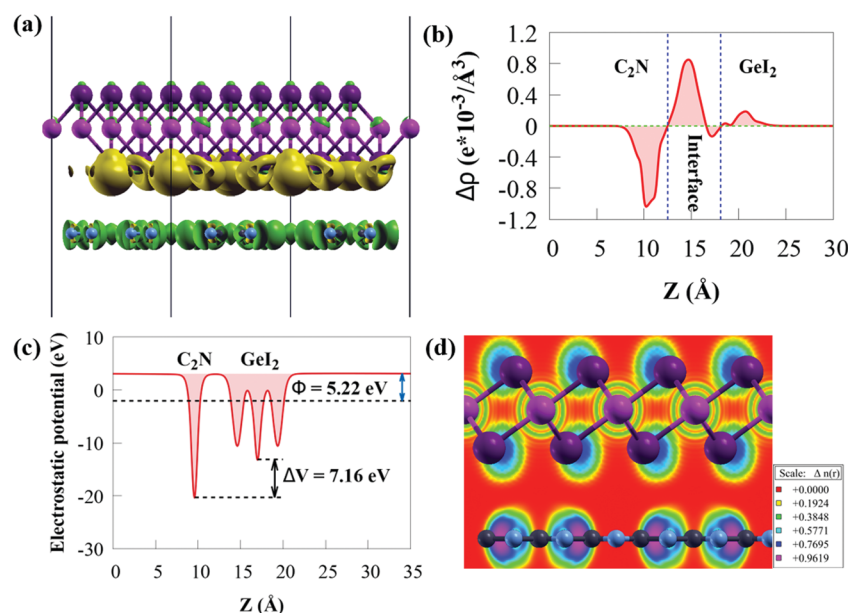 (a)
(b)
1.2
0.8
0.4
0
-0.4
-0.8
-1.2
Δρ (e*10⁻³/Å³)
C₂N
GeI₂
Interface
0 5 10 15 20 25 30
Z (Å)
(c)
10
0
-10
-20
-30
Electrostatic potential (eV)
C₂N GeI₂
Φ = 5.22 eV
ΔV = 7.16 eV
0 5 10 15 20 25 30 35
Z (Å)
(d)
Scale: Δ n(r)
+0.0000
+0.1924
+0.3848
+0.5771
+0.7695
+0.9619